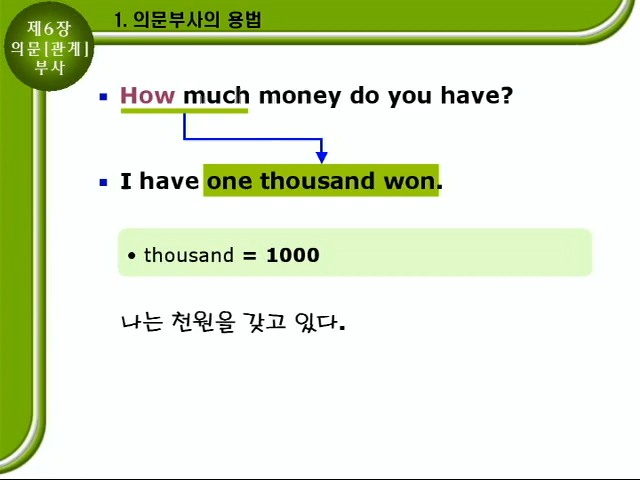 제6장
의문[관계]
부사
1. 의문부사의 용법
▪ How much money do you have?
▪ I have one thousand won.
• thousand = 1000
나는 천원을 갖고 있다.